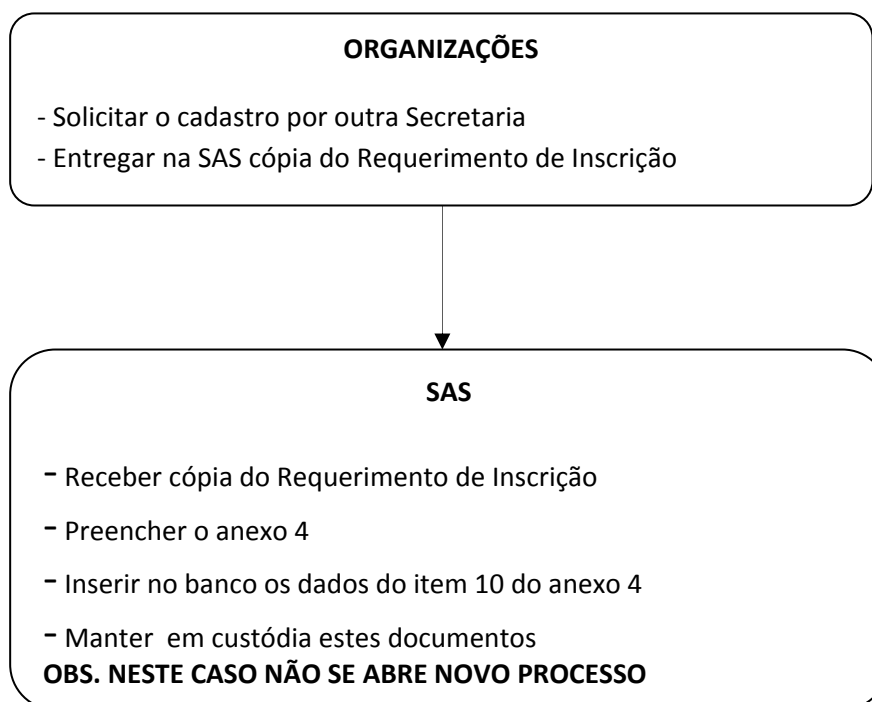 ORGANIZAÇÕES
- Solicitar o cadastro por outra Secretaria
- Entregar na SAS cópia do Requerimento de Inscrição
SAS
- Receber cópia do Requerimento de Inscrição
- Preencher o anexo 4
- Inserir no banco os dados do item 10 do anexo 4
- Manter em custódia estes documentos
OBS. NESTE CASO NÃO SE ABRE NOVO PROCESSO